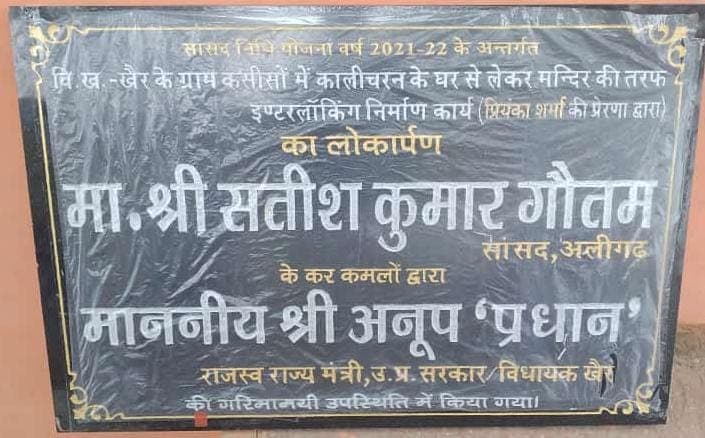 सांसद निधि योजना वर्ष 2021-22 के अन्तर्गत
वि.ख.-खैर के ग्राम कसीसों में कालीचरन के घर से लेकर मन्दिर की तरफ
इण्टरलॉकिंग निर्माण कार्य (प्रियंका शर्मा की प्रेरणा द्वारा)
का लोकार्पण
मा. श्री सतीश कुमार गौतम
सांसद, अलीगढ़
के कर कमलों द्वारा
माननीय श्री अनूप 'प्रधान'
राजस्व राज्य मंत्री, उ.प्र. सरकार/विधायक खैर
की गरिमामयी उपस्थिति में किया गया।